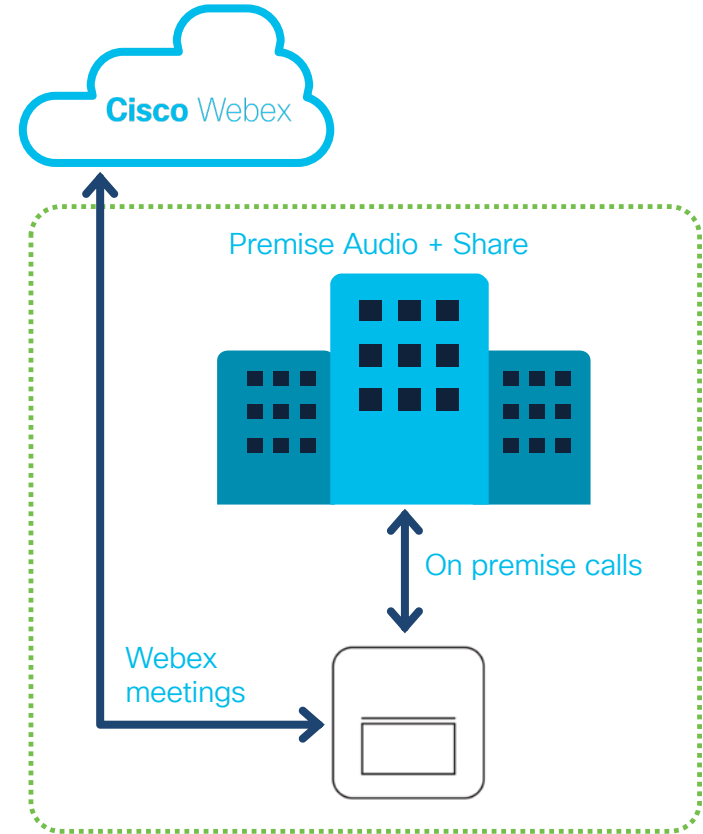 Cisco Webex
Premise Audio + Share
On premise calls
Webex
meetings